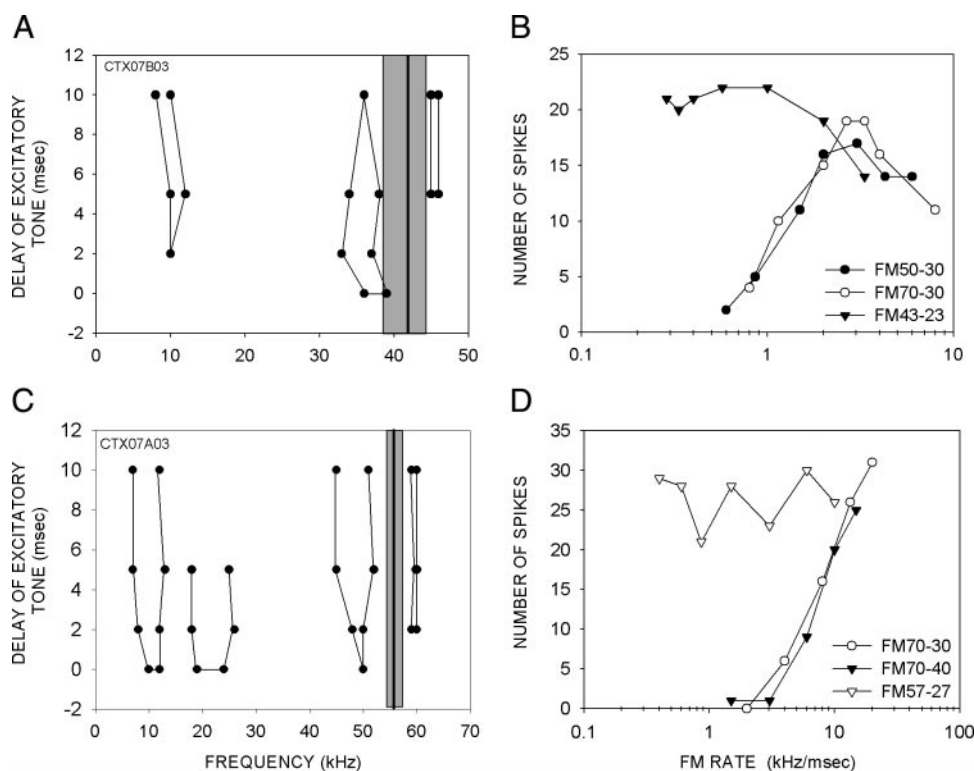 A
CTX07B03
DELAY OF EXCITATORY
TONE (msec)
12
10
8
6
4
2
0
-2
0
10
20
30
40
50
B
NUMBER OF SPIKES
25
20
15
10
5
0
0.1
1
10
FM50-30
FM70-30
FM43-23
C
CTX07A03
DELAY OF EXCITATORY
TONE (msec)
12
10
8
6
4
2
0
-2
0
10
20
30
40
50
60
70
FREQUENCY (kHz)
D
NUMBER OF SPIKES
35
30
25
20
15
10
5
0
0.1
1
10
100
FM70-30
FM70-40
FM57-27
FM RATE (kHz/msec)